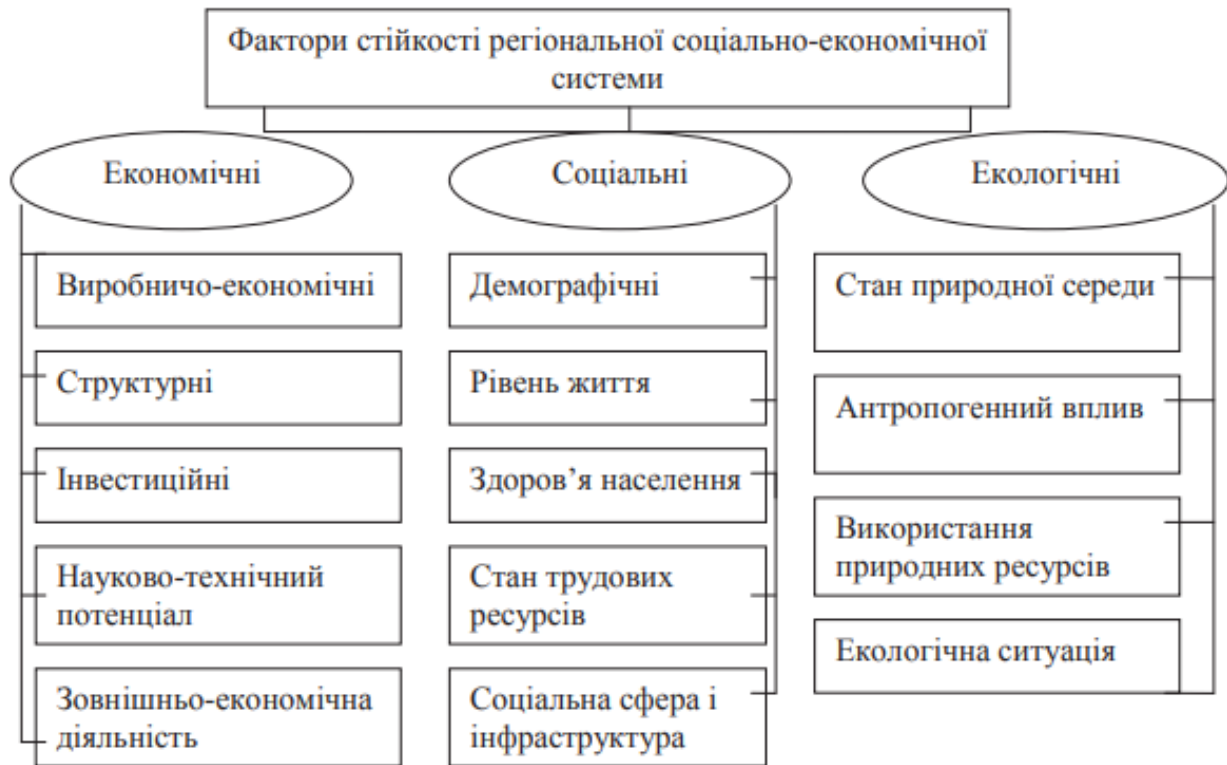 Фактори стійкості регіональної соціально-економічної
системи
Економічні
Соціальні
Екологічні
Виробничо-економічні
Структурні
Інвестиційні
Науково-технічний
потенціал
Зовнішньо-економічна
діяльність
Демографічні
Рівень життя
Здоров’я населення
Стан трудових
ресурсів
Соціальна сфера і
інфраструктура
Стан природної середи
Антропогенний вплив
Використання
природних ресурсів
Екологічна ситуація